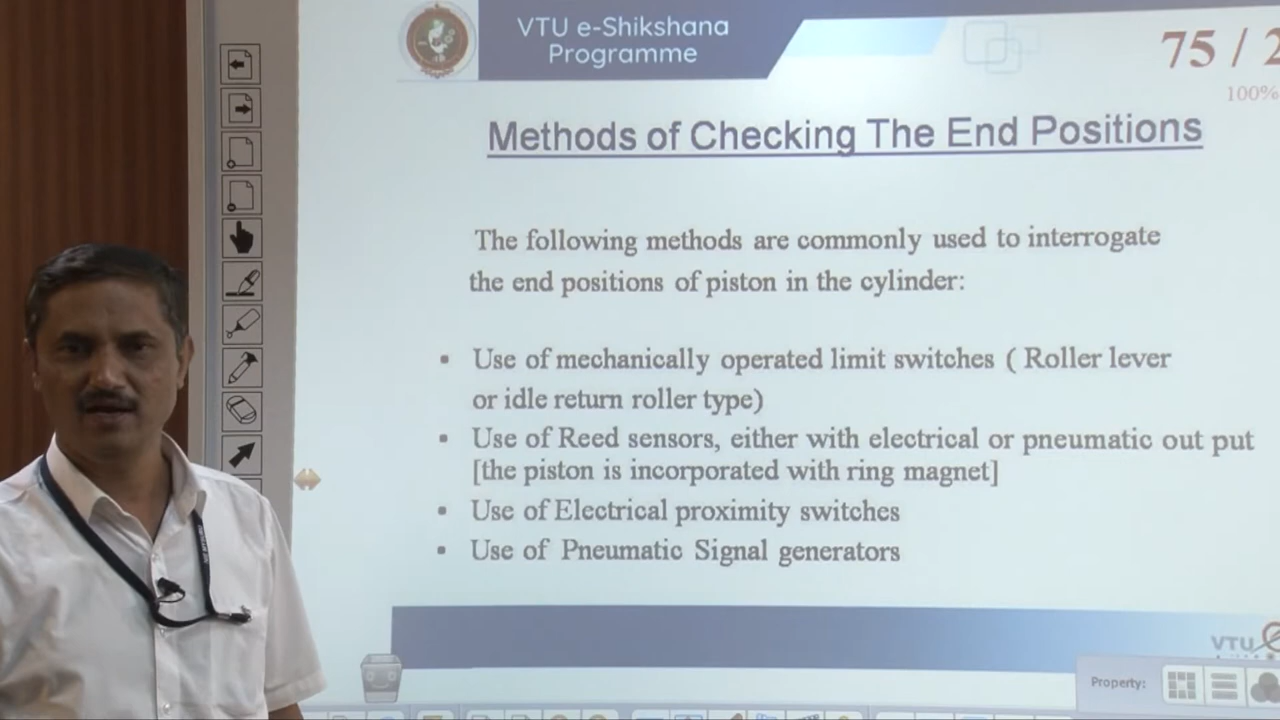 VTU e-Shikshana
Programme
75 / 2
100%
Methods of Checking The End Positions
The following methods are commonly used to interrogate
the end positions of piston in the cylinder:
▪ Use of mechanically operated limit switches ( Roller lever
or idle return roller type)
▪ Use of Reed sensors, either with electrical or pneumatic out put
[the piston is incorporated with ring magnet]
▪ Use of Electrical proximity switches
▪ Use of Pneumatic Signal generators
VTU
Property: